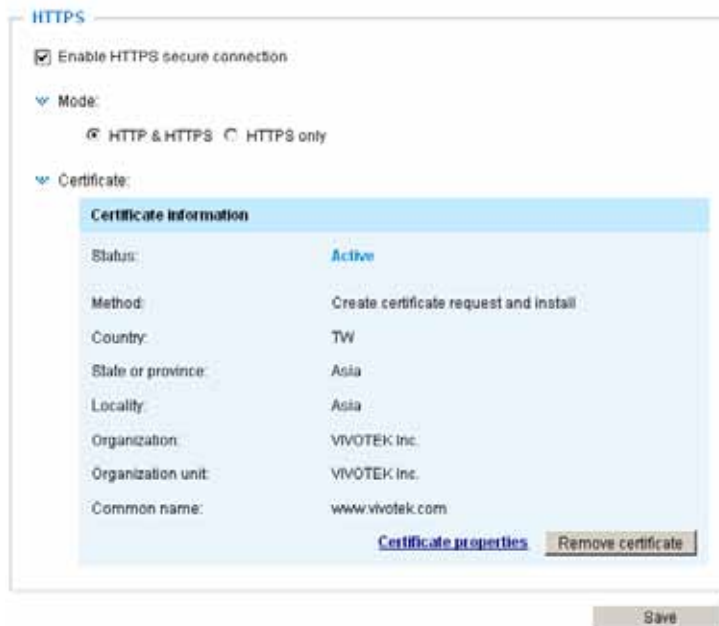 HTTPS
Enable HTTPS secure connection
Mode:
HTTP & HTTPS HTTPS only
Certificate:
Certificate information
Status: Active
Method: Create certificate request and install
Country: TW
State or province: Asia
Locality: Asia
Organization: VIVOTEK Inc.
Organization unit: VIVOTEK Inc.
Common name: www.vivotek.com
Certificate properties Remove certificate
Save